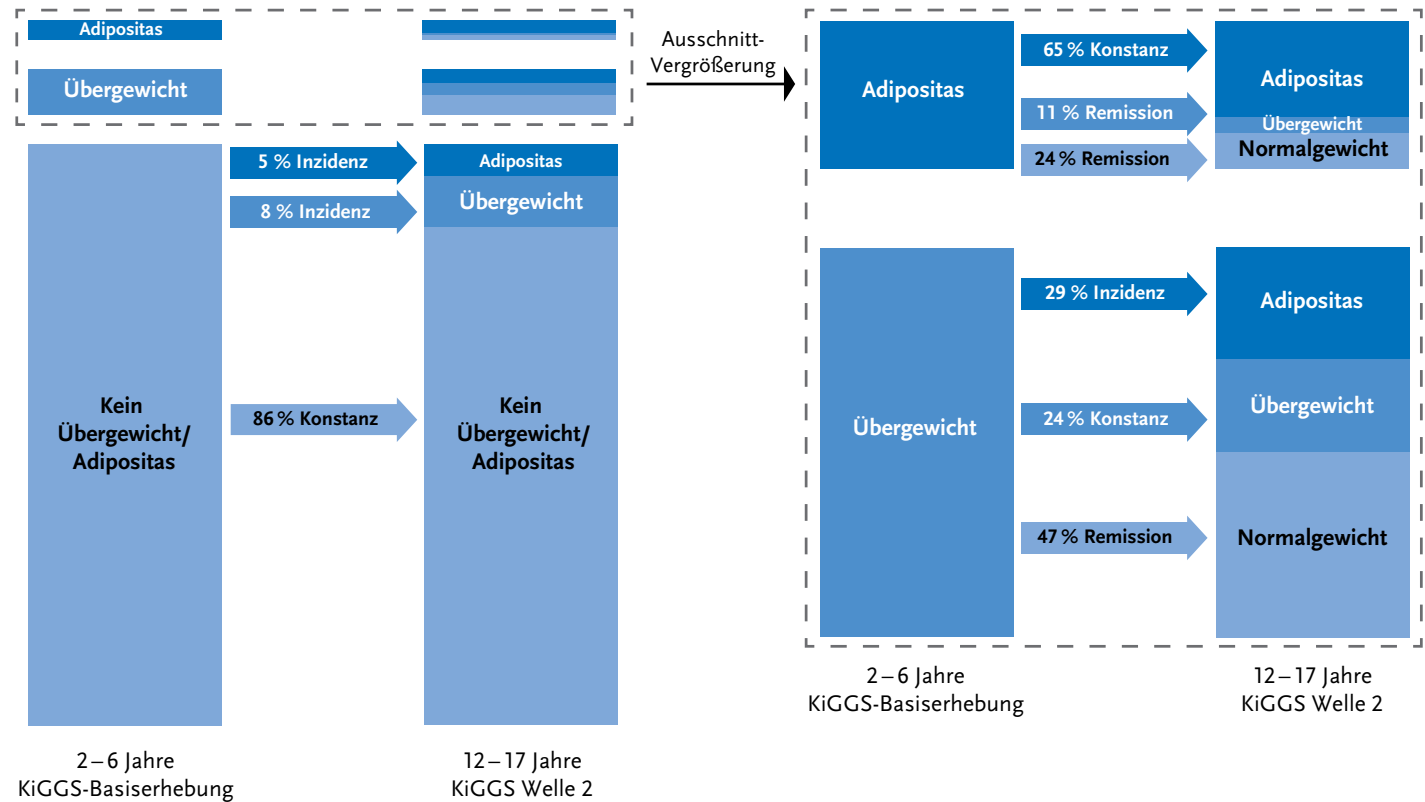 Adipositas
Übergewicht
5 % Inzidenz
Adipositas
8 % Inzidenz
Übergewicht
Kein
Übergewicht/
Adipositas
86 % Konstanz
Kein
Übergewicht/
Adipositas
2–6 Jahre
KiGGS-Basiserhebung
12–17 Jahre
KiGGS Welle 2
Ausschnitt-
Vergrößerung
Adipositas
65 % Konstanz
11 % Remission
24 % Remission
Adipositas
Übergewicht
Normalgewicht
Übergewicht
29 % Inzidenz
24 % Konstanz
47 % Remission
Adipositas
Übergewicht
Normalgewicht
2–6 Jahre
KiGGS-Basiserhebung
12–17 Jahre
KiGGS Welle 2